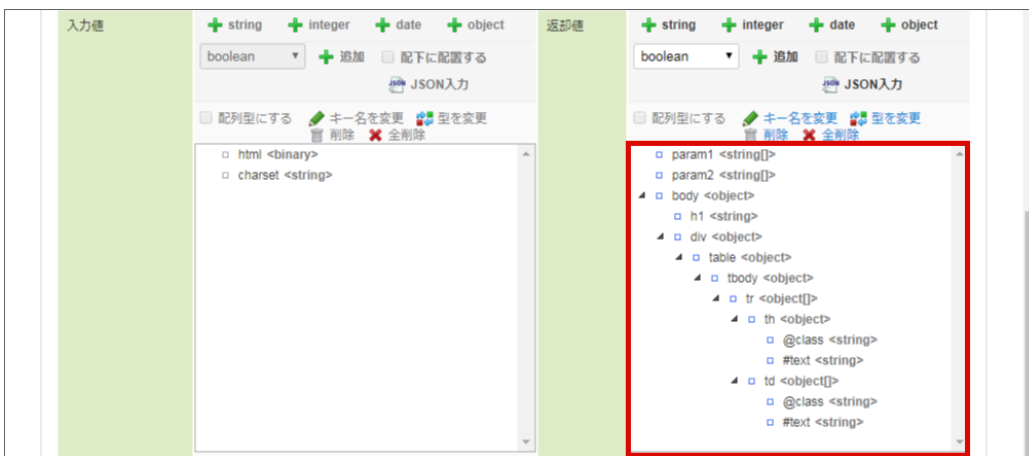 入力値
string integer date object
boolean 追加 配下に配置する
JSON入力
配列型にする キー名を変更 型を変更
削除 全削除
html <binary>
charset <string>
返却値
string integer date object
boolean 追加 配下に配置する
JSON入力
配列型にする キー名を変更 型を変更
削除 全削除
param1 <string[]>
param2 <string[]>
body <object>
h1 <string>
div <object>
table <object>
tbody <object>
tr <object[]>
th <object>
@class <string>
#text <string>
td <object[]>
@class <string>
#text <string>